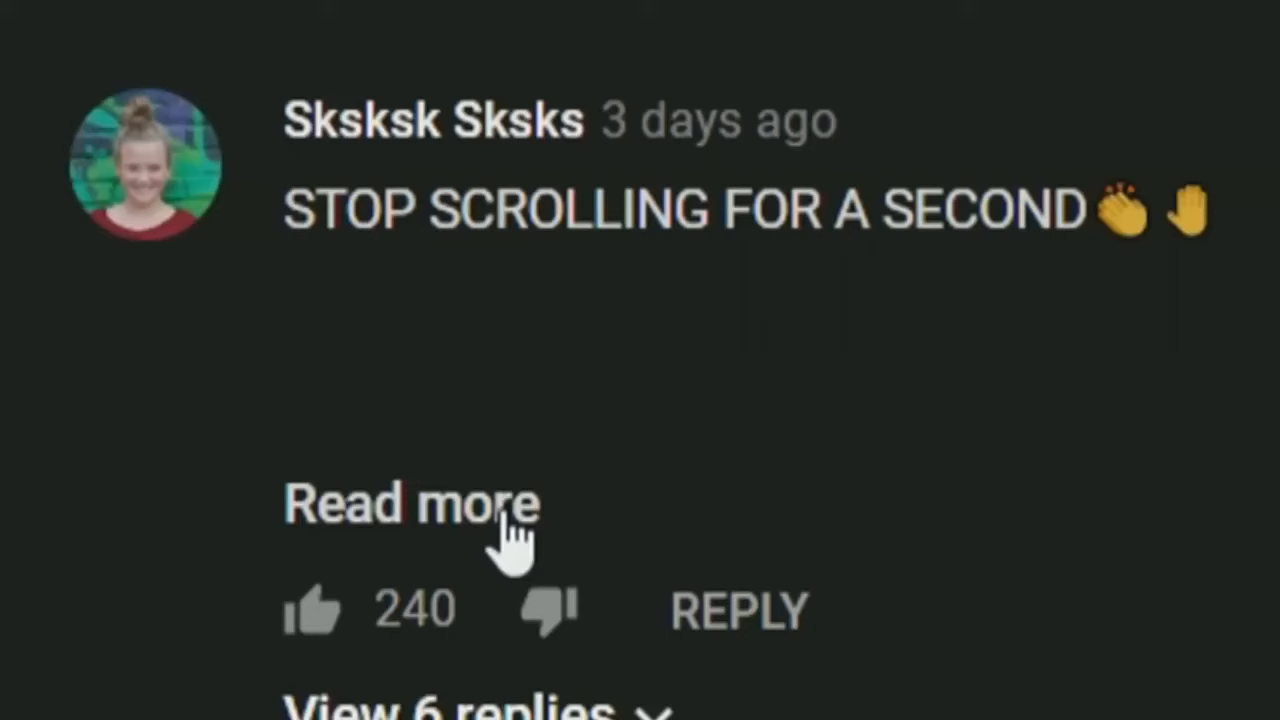 Sksksk Sksks 3 days ago
STOP SCROLLING FOR A SECOND👏🤚
Read more
240 REPLY
View 6 replies